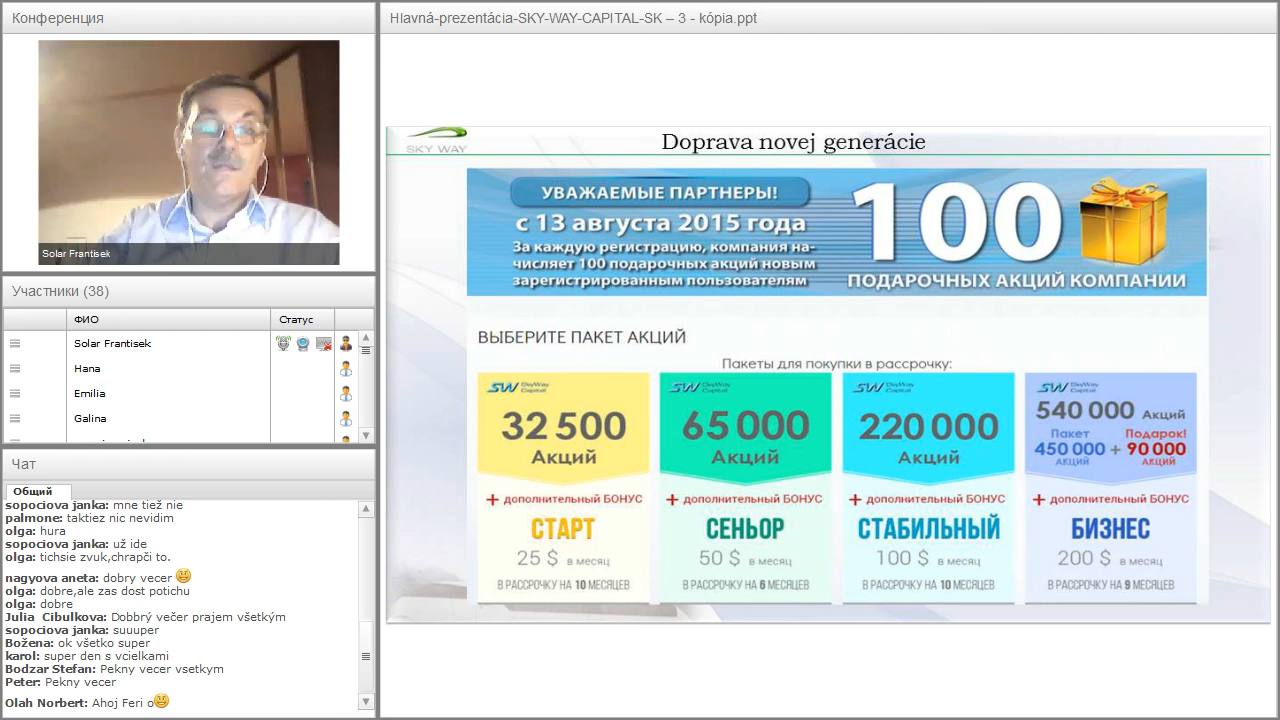 Конференция
Solar Frantisek
Участники (38)
ФИО
Статус
Solar Frantisek
Hana
Emilia
Galina
Чат
Общий
sopociova janka: mne tiež nie
palmone: taktiez nic nevidim
olga: hura
sopociova janka: už ide
olga: tichsie zvuk,chrapči to.
nagyova aneta: dobry vecer
olga: dobre,ale zas dost potichu
olga: dobre
Julia Cibulkova: Dobbrý večer prajem všetkým
sopociova janka: suuuper
Božena: ok všetko super
karol: super den s vcielkami
Bodzar Stefan: Pekny vecer vsetkym
Peter: Pekny vecer
Olah Norbert: Ahoj Feri o
Hlavná-prezentácia-SKY-WAY-CAPITAL-SK – 3 - kópia.ppt
SKY WAY
Doprava novej generácie
УВАЖАЕМЫЕ ПАРТНЕРЫ!
с 13 августа 2015 года
За каждую регистрацию, компания на-
числяет 100 подарочных акций новым
зарегистрированным пользователям
100
ПОДАРОЧНЫХ АКЦИЙ КОМПАНИИ
ВЫБЕРИТЕ ПАКЕТ АКЦИЙ
Пакеты для покупки в рассрочку:
SW SkyWay Capital
32 500
Акций
+ дополнительный БОНУС
СТАРТ
25 $ в месяц
В РАССРОЧКУ НА 10 МЕСЯЦЕВ
SW SkyWay Capital
65 000
Акций
+ дополнительный БОНУС
СЕНЬОР
50 $ в месяц
В РАССРОЧКУ НА 6 МЕСЯЦЕВ
SW SkyWay Capital
220 000
Акций
+ дополнительный БОНУС
СТАБИЛЬНЫЙ
100 $ в месяц
В РАССРОЧКУ НА 10 МЕСЯЦЕВ
SW SkyWay Capital
540 000 Акций
Пакет Подарок!
450 000 + 90 000
АКЦИЙ АКЦИЙ
+ дополнительный БОНУС
БИЗНЕС
200 $ в месяц
В РАССРОЧКУ НА 9 МЕСЯЦЕВ